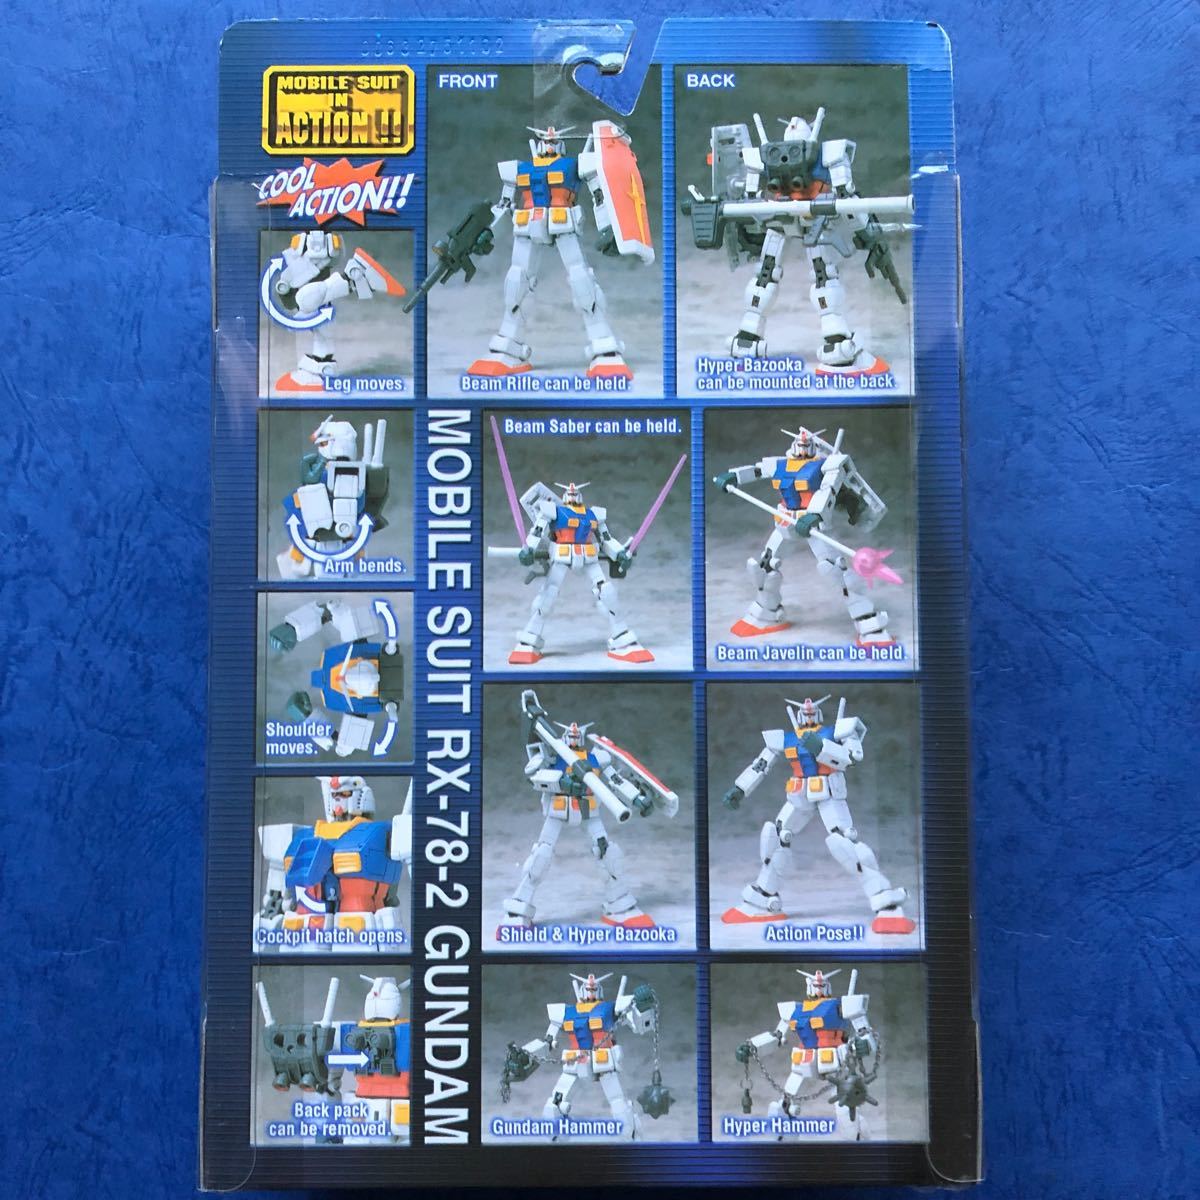 MOBILE SUIT
IN
ACTION!!
COOL
ACTION!!
FRONT
Beam Rifle can be held.
BACK
Hyper Bazooka
can be mounted at the back.
Leg moves.
Arm bends.
Shoulder
moves.
Cockpit hatch opens.
Back pack
can be removed.
MOBILE SUIT RX-78-2 GUNDAM
Beam Saber can be held.
Beam Javelin can be held.
Shield & Hyper Bazooka
Action Pose!!
Gundam Hammer
Hyper Hammer